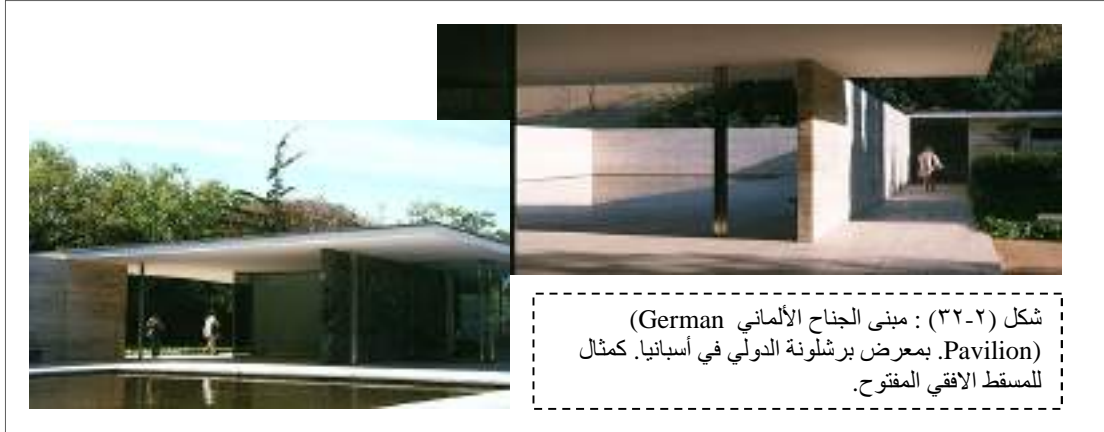 شكل (٢-٣٢) : مبنى الجناح الألماني (German
Pavilion). بمعرض برشلونة الدولي في أسبانيا. كمثال
للمسقط الافقي المفتوح.